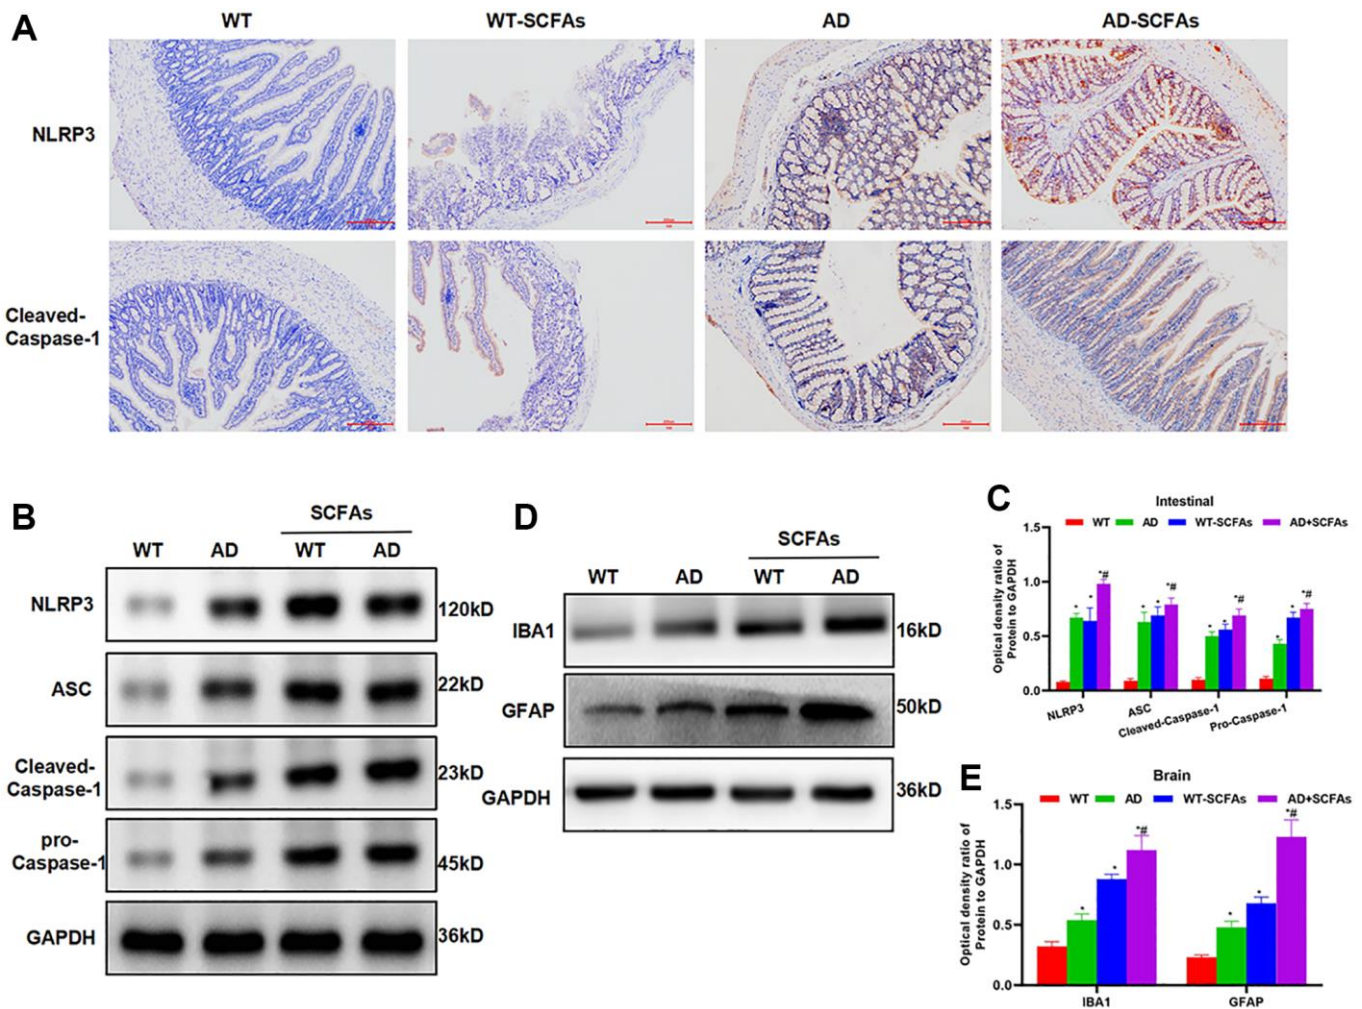 A
WT WT-SCFAs AD AD-SCFAs
NLRP3
Cleaved-
Caspase-1
B
SCFAs
WT AD WT AD
NLRP3 120kD
ASC 22kD
Cleaved-
Caspase-1 23kD
pro-
Caspase-1 45kD
GAPDH 36kD
D
SCFAs
WT AD WT AD
IBA1 16kD
GFAP 50kD
GAPDH 36kD
C
Intestinal
WT AD WT-SCFAs AD+SCFAs
Optical density ratio of
Protein to GAPDH
1.5
1.0
0.5
0.0
* * *#
* * *#
* * *#
* * *#
NLRP3 ASC Cleaved-Caspase-1 Pro-Caspase-1
E
Brain
WT AD WT-SCFAs AD+SCFAs
Optical density ratio of
Protein to GAPDH
1.5
1.0
0.5
0.0
* * *#
* * *#
IBA1 GFAP